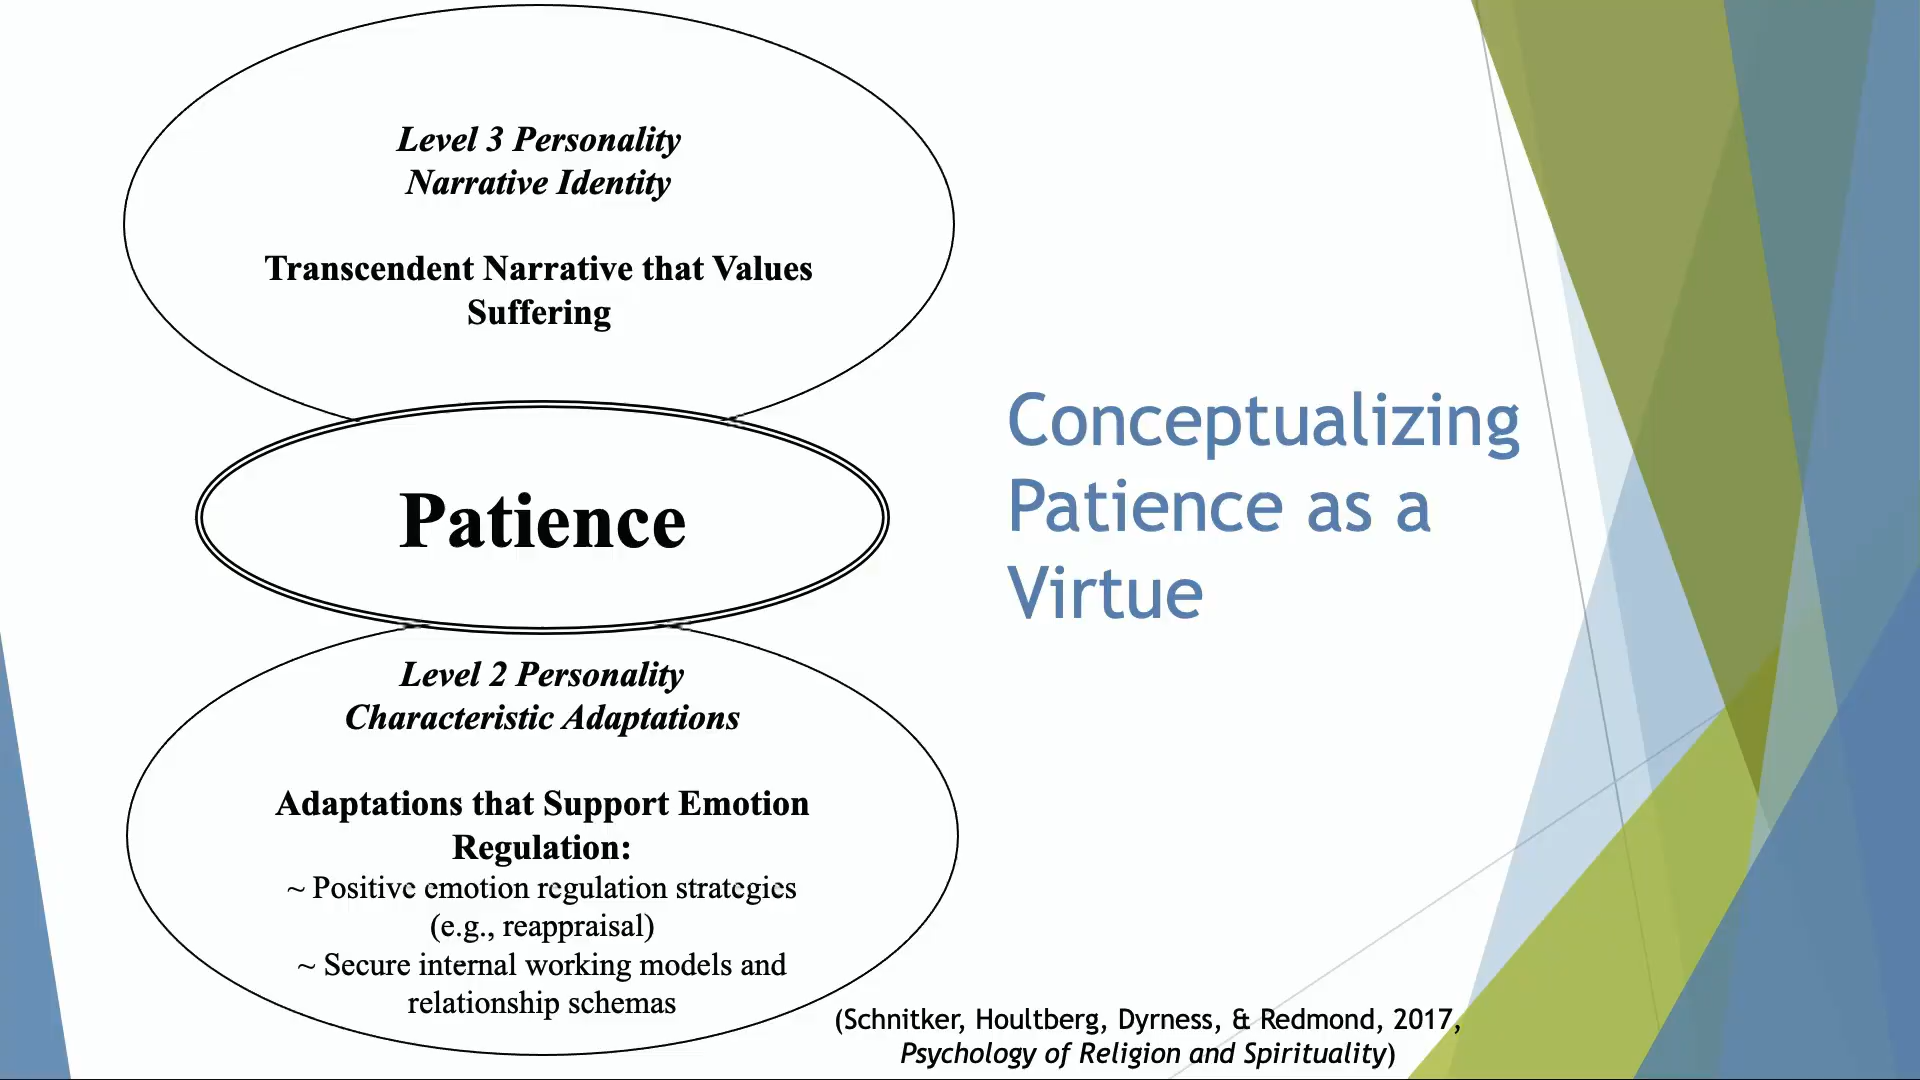 Level 3 Personality
Narrative Identity
Transcendent Narrative that Values
Suffering
Patience
Level 2 Personality
Characteristic Adaptations
Adaptations that Support Emotion
Regulation:
~ Positive emotion regulation strategies
(e.g., reappraisal)
~ Secure internal working models and
relationship schemas
Conceptualizing
Patience as a
Virtue
(Schnitker, Houltberg, Dyrness, & Redmond, 2017,
Psychology of Religion and Spirituality)